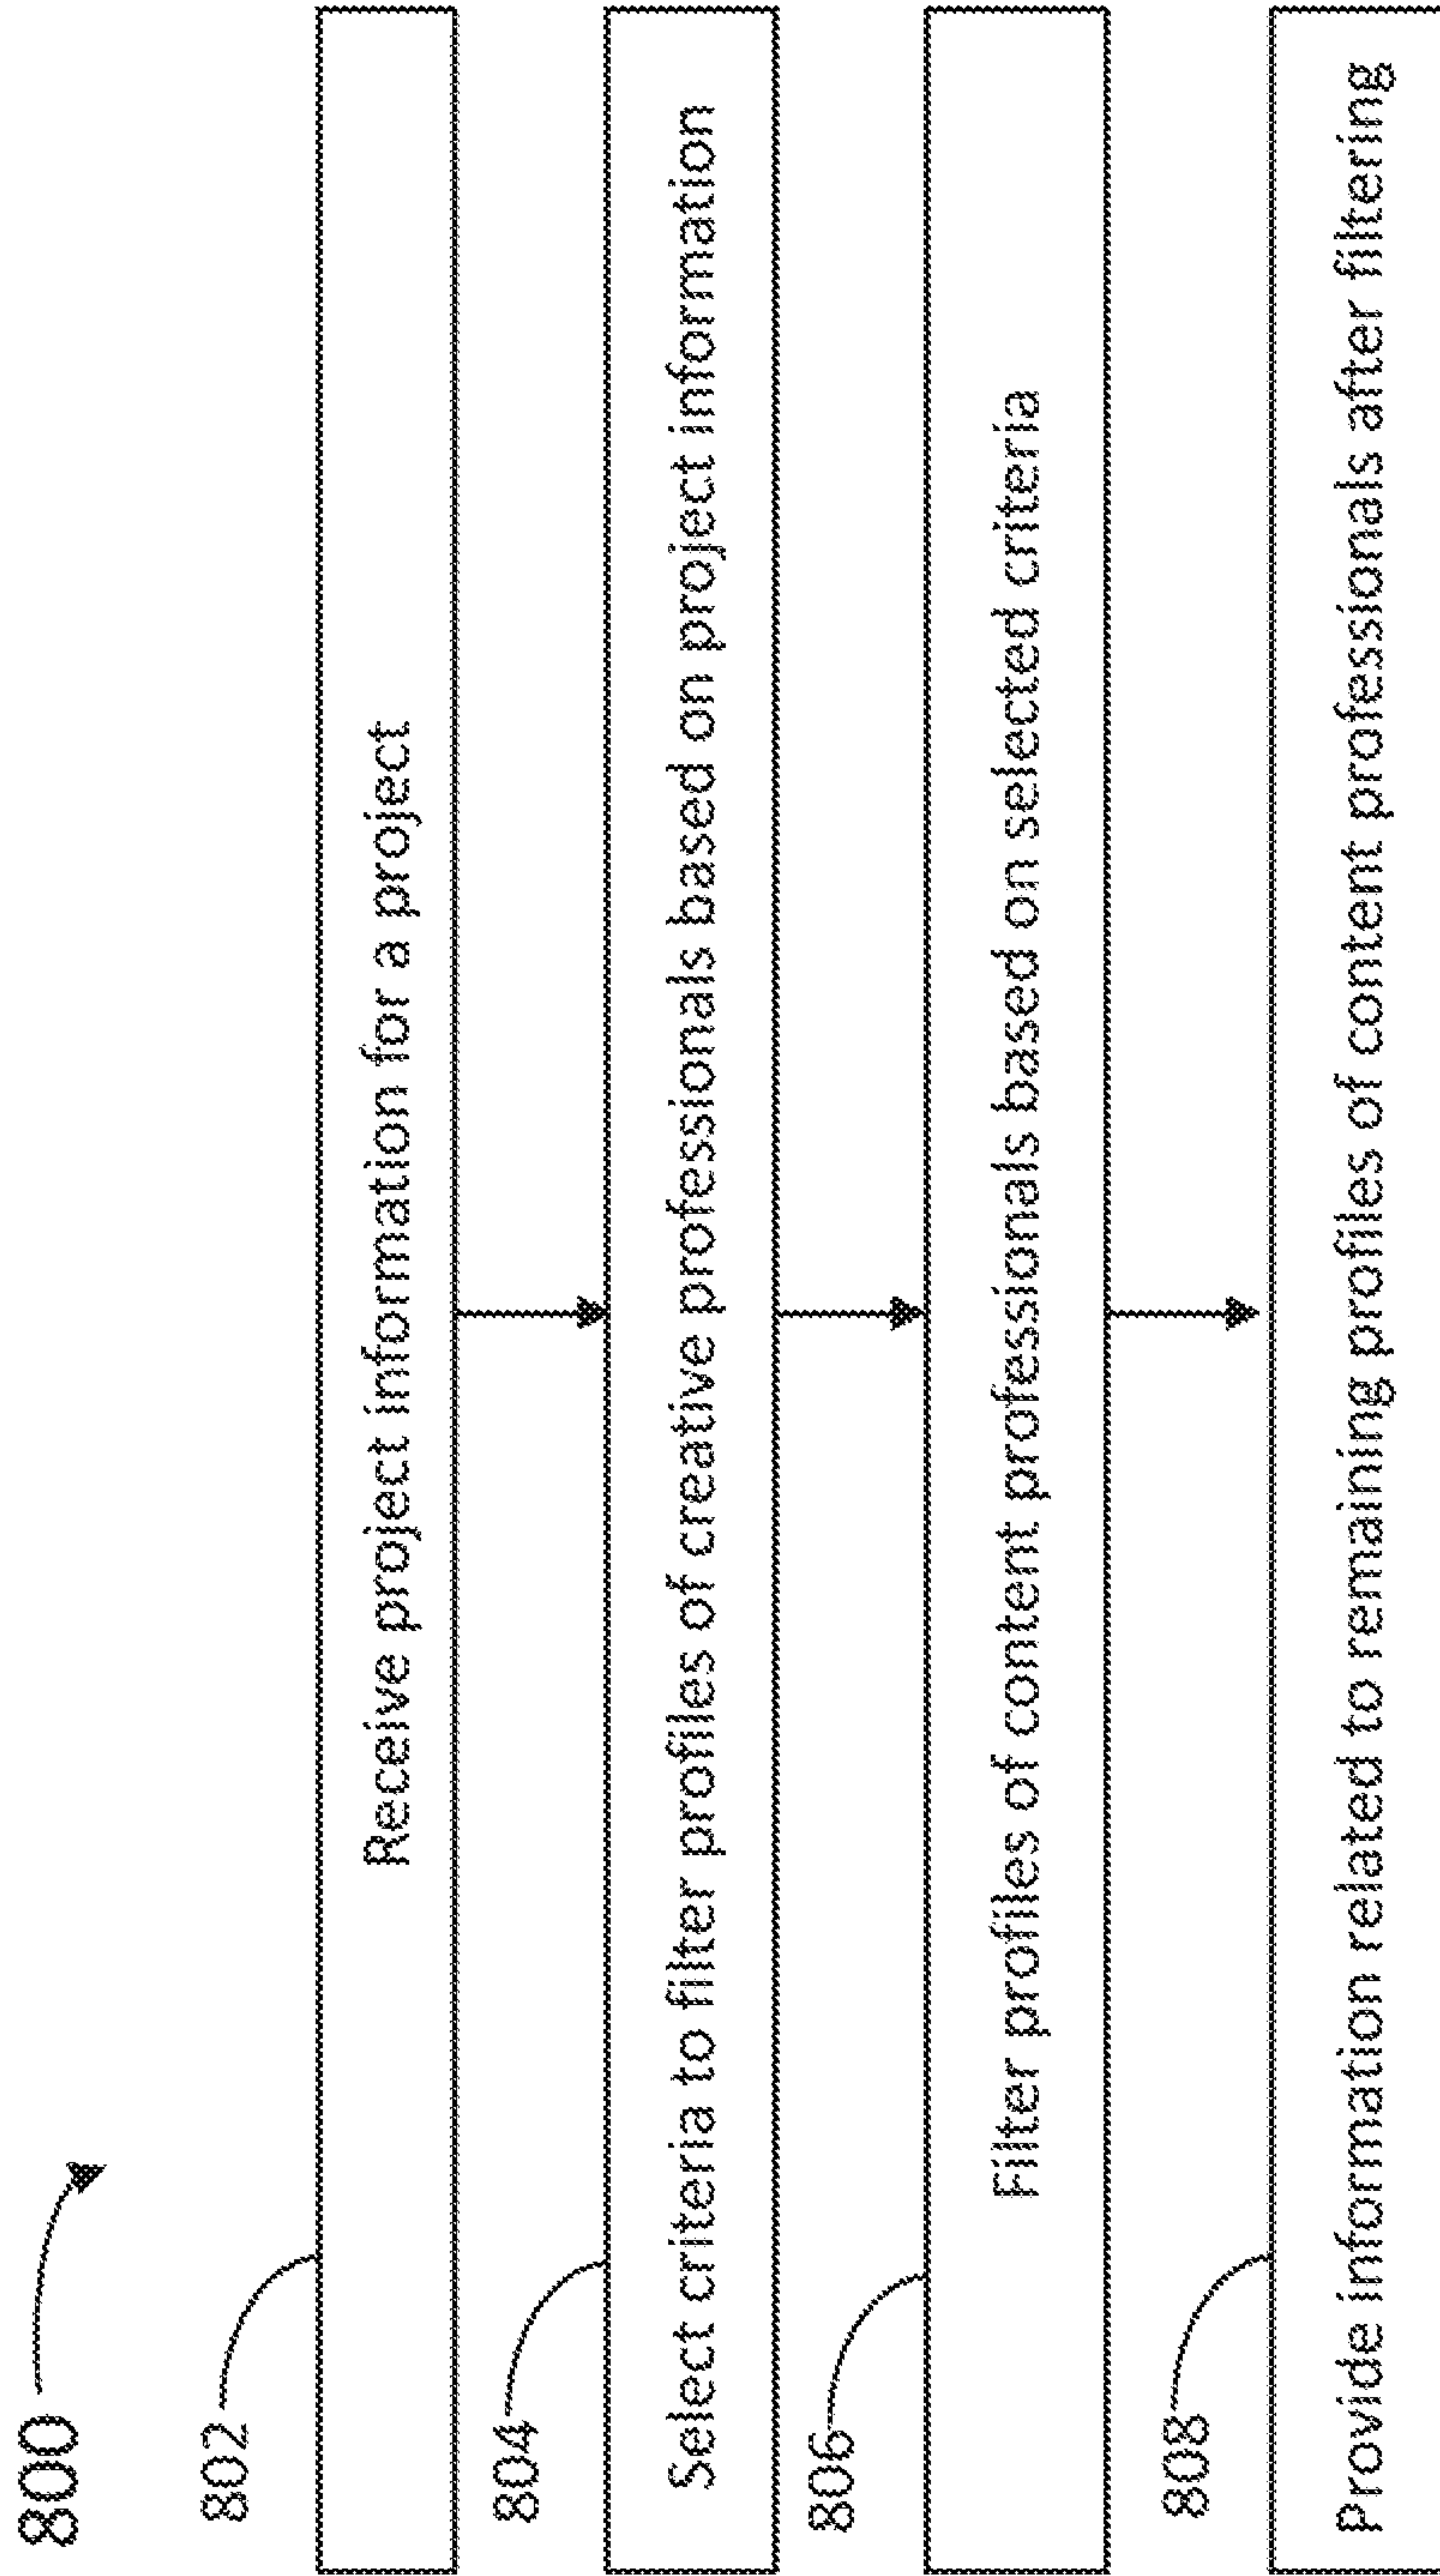 800
802
Receive project information for a project
804
Select criteria to filter profiles of creative professionals based on project information
806
Filter profiles of content professionals based on selected criteria
808
Provide information related to remaining profiles of content professionals after filtering